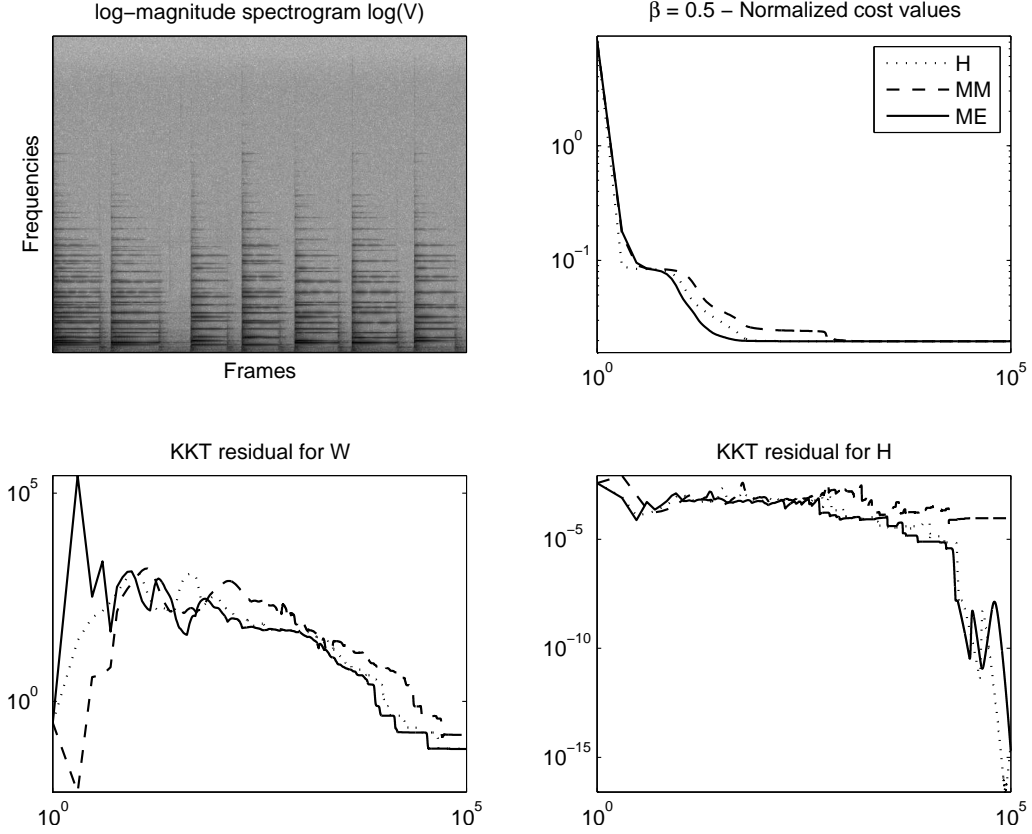 log−magnitude spectrogram log(V)
Frequencies
Frames
β = 0.5 − Normalized cost values
H
MM
ME
10^0
10^−1
10^0
10^5
KKT residual for W
10^5
10^0
10^0
10^5
KKT residual for H
10^−5
10^−10
10^−15
10^0
10^5